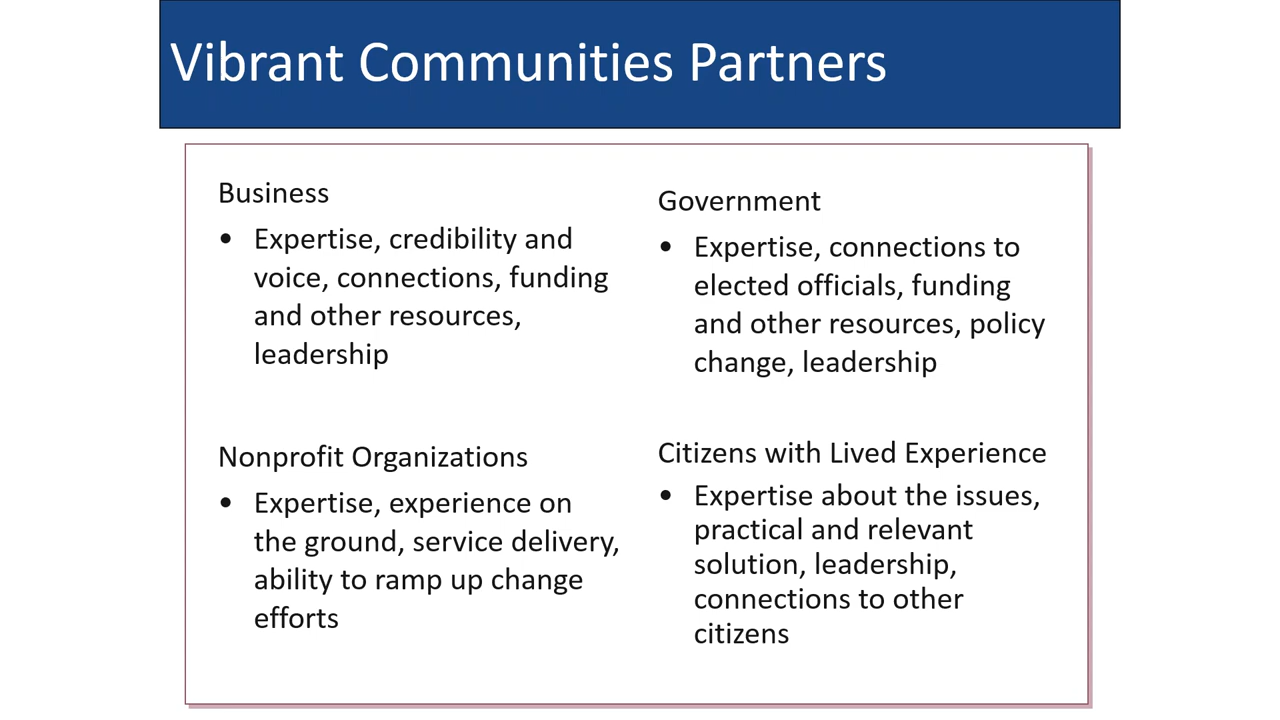 Vibrant Communities Partners
Business
• Expertise, credibility and
voice, connections, funding
and other resources,
leadership
Government
• Expertise, connections to
elected officials, funding
and other resources, policy
change, leadership
Nonprofit Organizations
• Expertise, experience on
the ground, service delivery,
ability to ramp up change
efforts
Citizens with Lived Experience
• Expertise about the issues,
practical and relevant
solution, leadership,
connections to other
citizens